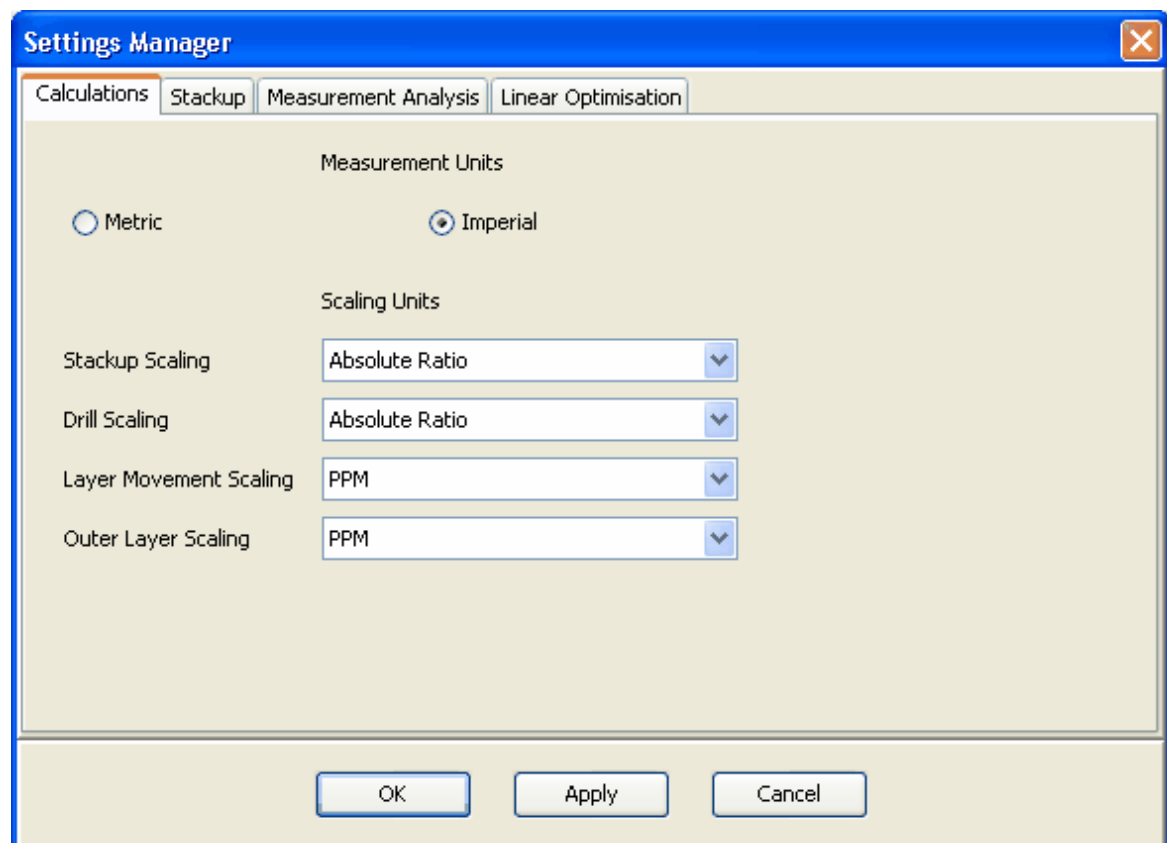 Settings Manager
Calculations Stackup Measurement Analysis Linear Optimisation
Measurement Units
Metric Imperial
Scaling Units
Stackup Scaling Absolute Ratio
Drill Scaling Absolute Ratio
Layer Movement Scaling PPM
Outer Layer Scaling PPM
OK Apply Cancel